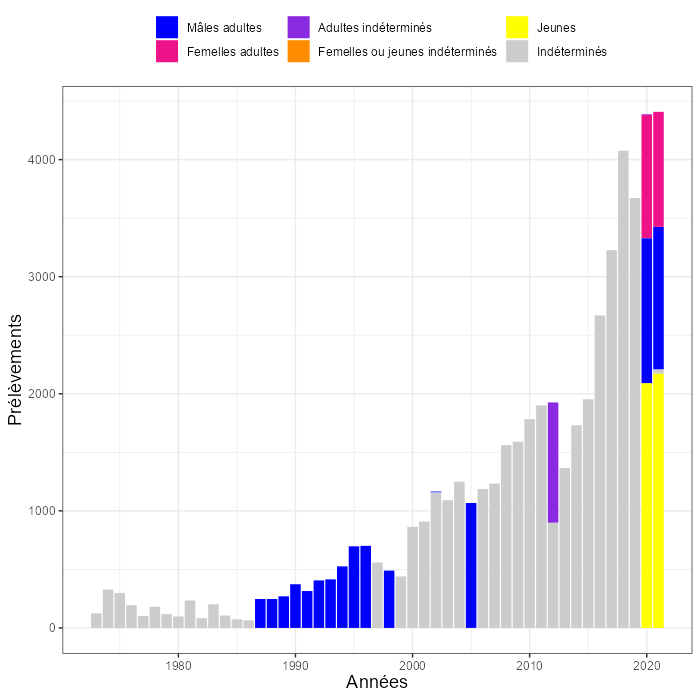 Mâles adultes
Adultes indéterminés
Jeunes
Femelles adultes
Femelles ou jeunes indéterminés
Indéterminés
Prélèvements
4000
3000
2000
1000
0
1980
1990
2000
2010
2020
Années